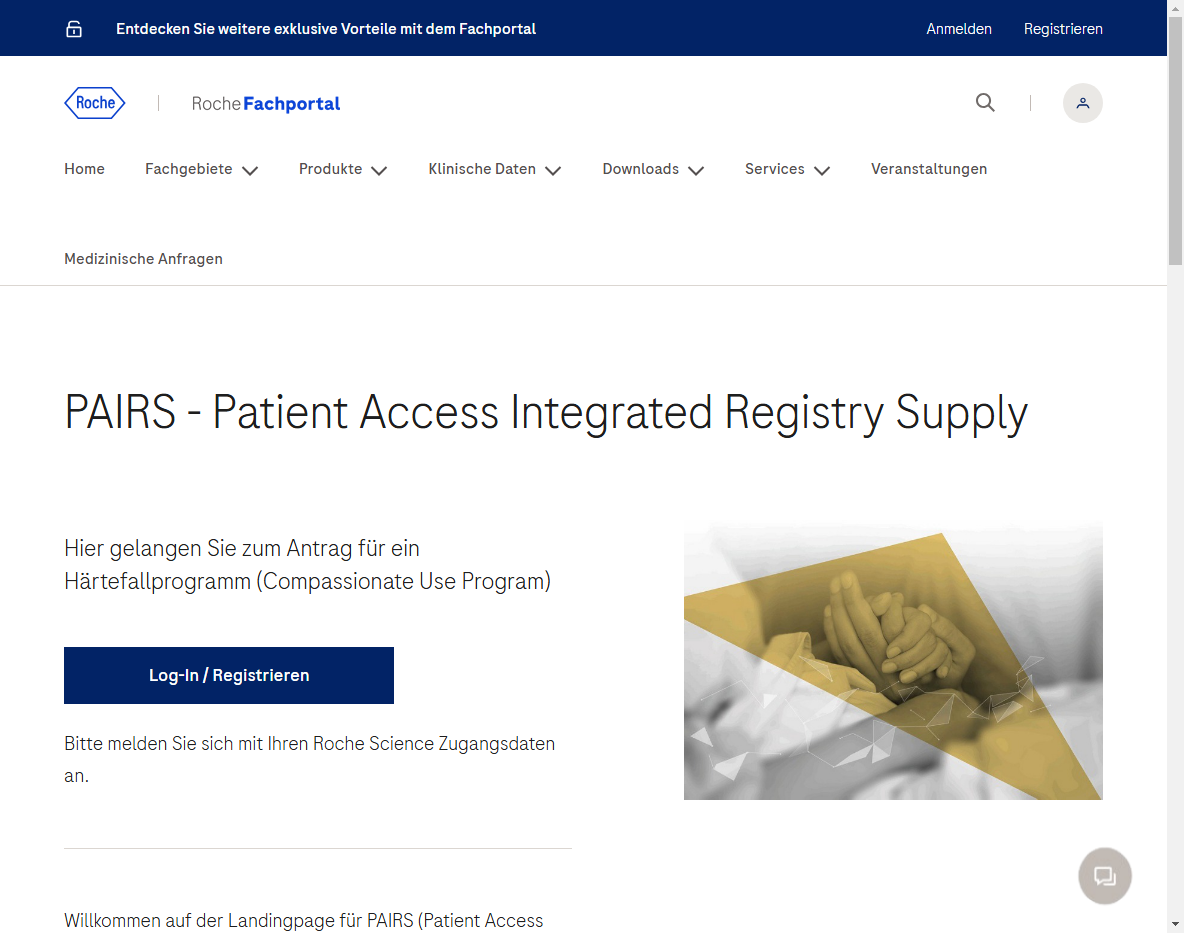 Entdecken Sie weitere exklusive Vorteile mit dem Fachportal
Anmelden
Registrieren
Roche
Roche Fachportal
Home
Fachgebiete
Produkte
Klinische Daten
Downloads
Services
Veranstaltungen
Medizinische Anfragen
PAIRS - Patient Access Integrated Registry Supply
Hier gelangen Sie zum Antrag für ein
Härtefallprogramm (Compassionate Use Program)
Log-In / Registrieren
Bitte melden Sie sich mit Ihren Roche Science Zugangsdaten
an.
Willkommen auf der Landingpage für PAIRS (Patient Access